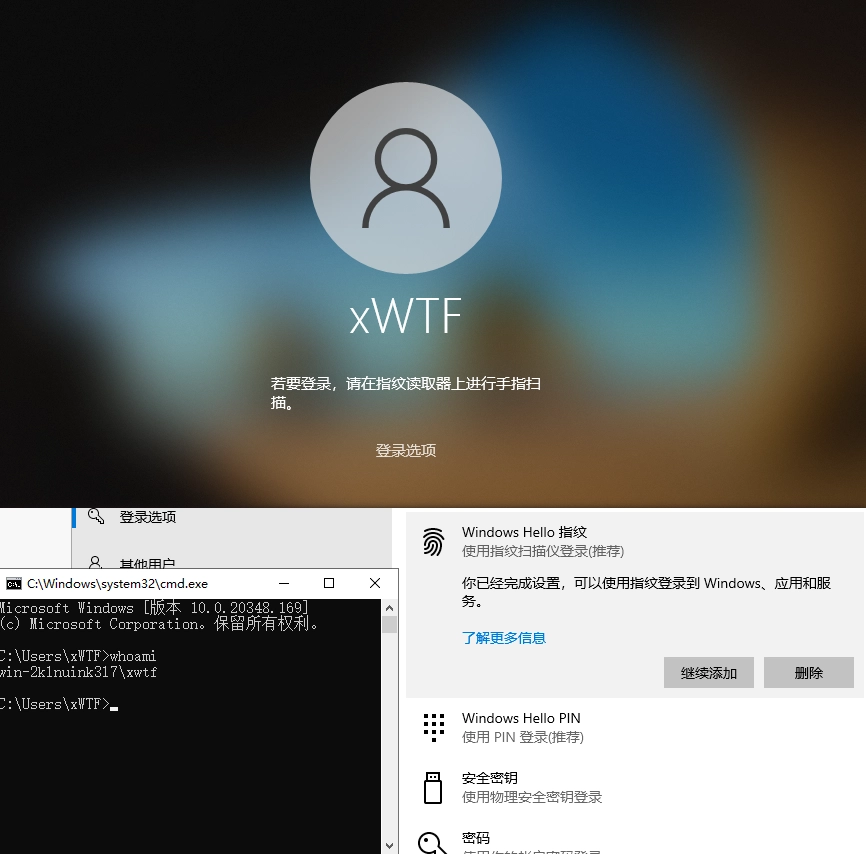 xWTF
若要登录，请在指纹读取器上进行手指扫
描。
登录选项
登录选项
其他用户
Windows Hello 指纹
使用指纹扫描仪登录(推荐)
你已经完成设置，可以使用指纹登录到 Windows、应用和服
务。
了解更多信息
继续添加
删除
Windows Hello PIN
使用 PIN 登录(推荐)
安全密钥
使用物理安全密钥登录
密码
C:\Windows\system32\cmd.exe
Microsoft Windows [版本 10.0.20348.169]
(c) Microsoft Corporation。保留所有权利。
C:\Users\xWTF>whoami
win-2k1nuink317\xwtf
C:\Users\xWTF>